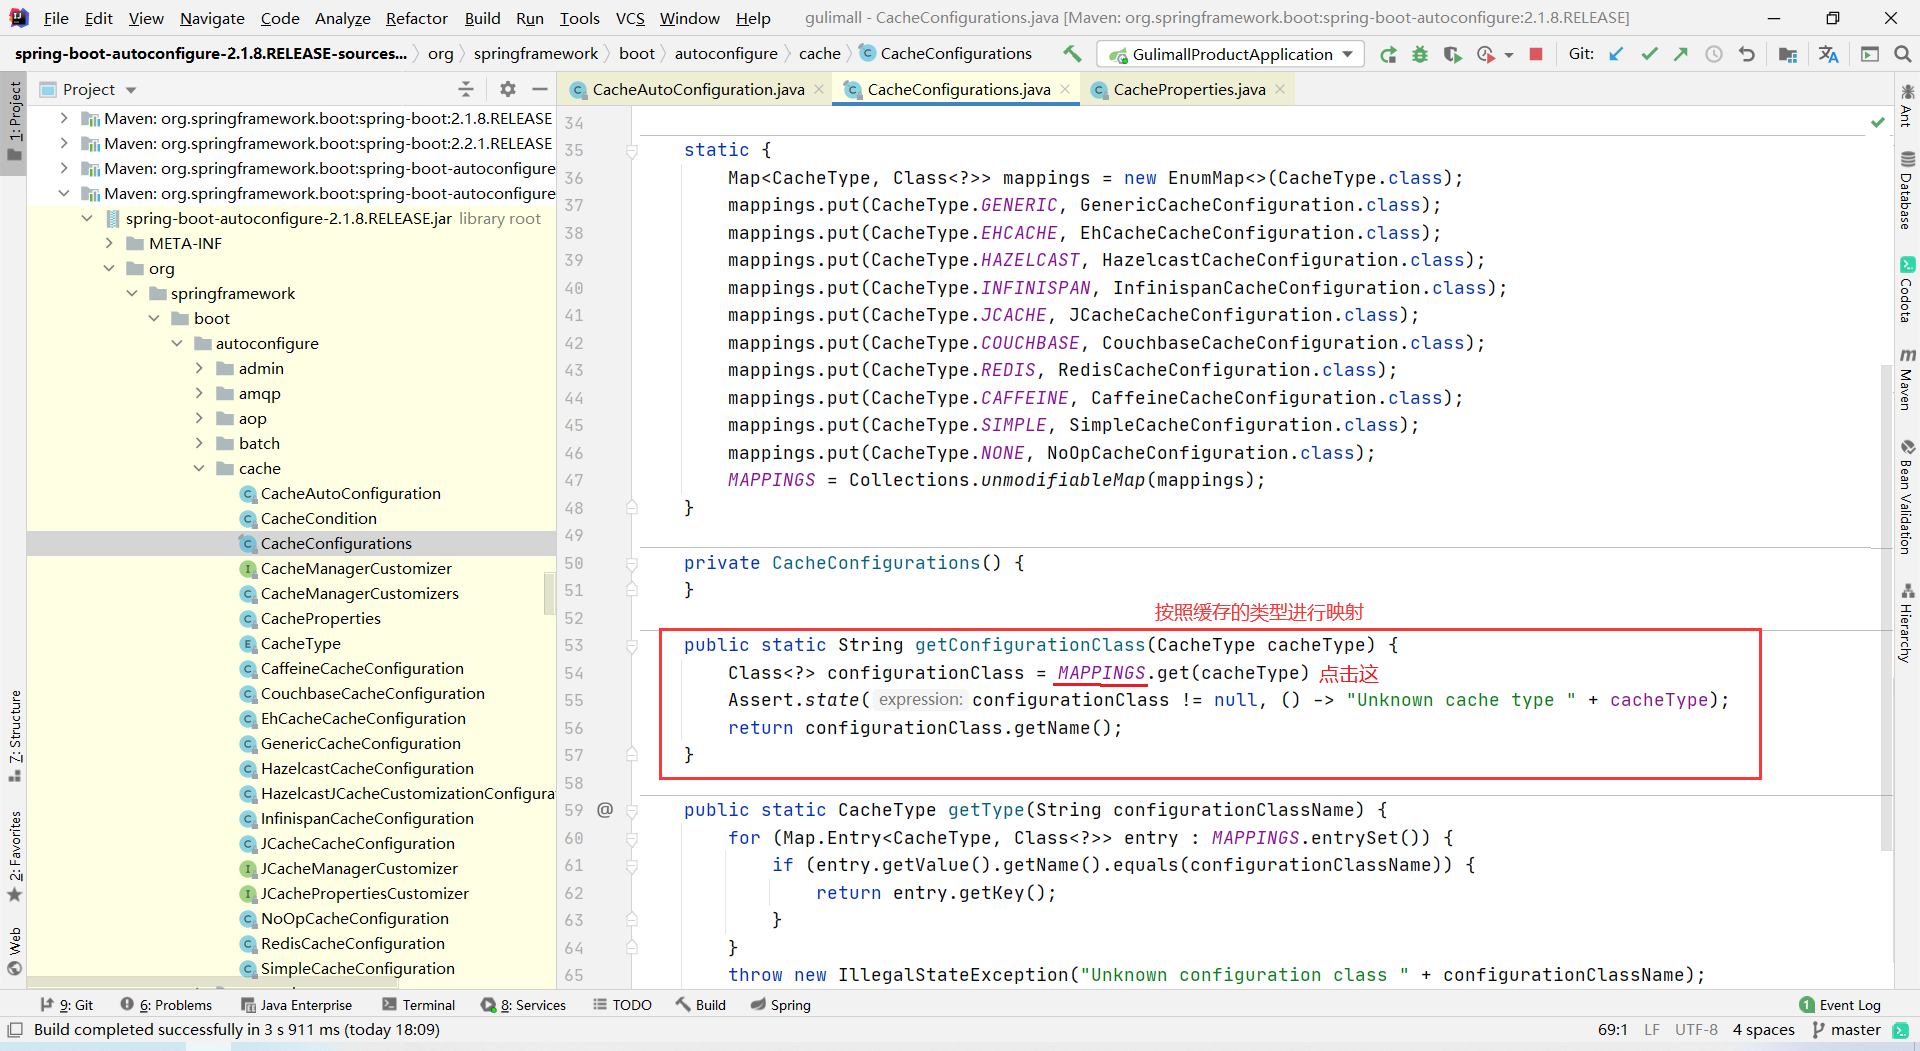 File Edit View Navigate Code Analyze Refactor Build Run Tools VCS Window Help gulimall - CacheConfigurations.java [Maven: org.springframework.boot:spring-boot-autoconfigure:2.1.8.RELEASE]
spring-boot-autoconfigure-2.1.8.RELEASE-sources... org springframework boot autoconfigure cache CacheConfigurations GulimallProductApplication Git:
Project
CacheAutoConfiguration.java CacheConfigurations.java CacheProperties.java
1: Project
7: Structure
2: Favorites
Web
Maven: org.springframework.boot:spring-boot:2.1.8.RELEASE
Maven: org.springframework.boot:spring-boot:2.2.1.RELEASE
Maven: org.springframework.boot:spring-boot-autoconfigure
Maven: org.springframework.boot:spring-boot-autoconfigure
spring-boot-autoconfigure-2.1.8.RELEASE.jar library root
META-INF
org
springframework
boot
autoconfigure
admin
amqp
aop
batch
cache
CacheAutoConfiguration
CacheCondition
CacheConfigurations
CacheManagerCustomizer
CacheManagerCustomizers
CacheProperties
CacheType
CaffeineCacheConfiguration
CouchbaseCacheConfiguration
EhCacheCacheConfiguration
GenericCacheConfiguration
HazelcastCacheConfiguration
HazelcastJCacheCustomizationConfigura
InfinispanCacheConfiguration
JCacheCacheConfiguration
JCacheManagerCustomizer
JCachePropertiesCustomizer
NoOpCacheConfiguration
RedisCacheConfiguration
SimpleCacheConfiguration
34
35 static {
36 Map<CacheType, Class<?>> mappings = new EnumMap<>(CacheType.class);
37 mappings.put(CacheType.GENERIC, GenericCacheConfiguration.class);
38 mappings.put(CacheType.EHCACHE, EhCacheCacheConfiguration.class);
39 mappings.put(CacheType.HAZELCAST, HazelcastCacheConfiguration.class);
40 mappings.put(CacheType.INFINISPAN, InfinispanCacheConfiguration.class);
41 mappings.put(CacheType.JCACHE, JCacheCacheConfiguration.class);
42 mappings.put(CacheType.COUCHBASE, CouchbaseCacheConfiguration.class);
43 mappings.put(CacheType.REDIS, RedisCacheConfiguration.class);
44 mappings.put(CacheType.CAFFEINE, CaffeineCacheConfiguration.class);
45 mappings.put(CacheType.SIMPLE, SimpleCacheConfiguration.class);
46 mappings.put(CacheType.NONE, NoOpCacheConfiguration.class);
47 MAPPINGS = Collections.unmodifiableMap(mappings);
48 }
49
50 private CacheConfigurations() {
51 }
52 按照缓存的类型进行映射
53 public static String getConfigurationClass(CacheType cacheType) {
54 Class<?> configurationClass = MAPPINGS.get(cacheType) 点击这
55 Assert.state( expression: configurationClass != null, () -> "Unknown cache type " + cacheType);
56 return configurationClass.getName();
57 }
58
59 @ public static CacheType getType(String configurationClassName) {
60 for (Map.Entry<CacheType, Class<?>> entry : MAPPINGS.entrySet()) {
61 if (entry.getValue().getName().equals(configurationClassName)) {
62 return entry.getKey();
63 }
64 }
65 throw new IllegalStateException("Unknown configuration class " + configurationClassName);
Ant
Database
Codota
Maven
Bean Validation
Hierarchy
9: Git 6: Problems Java Enterprise Terminal 8: Services TODO Build Spring 1 Event Log
Build completed successfully in 3 s 911 ms (today 18:09) 69:1 LF UTF-8 4 spaces master